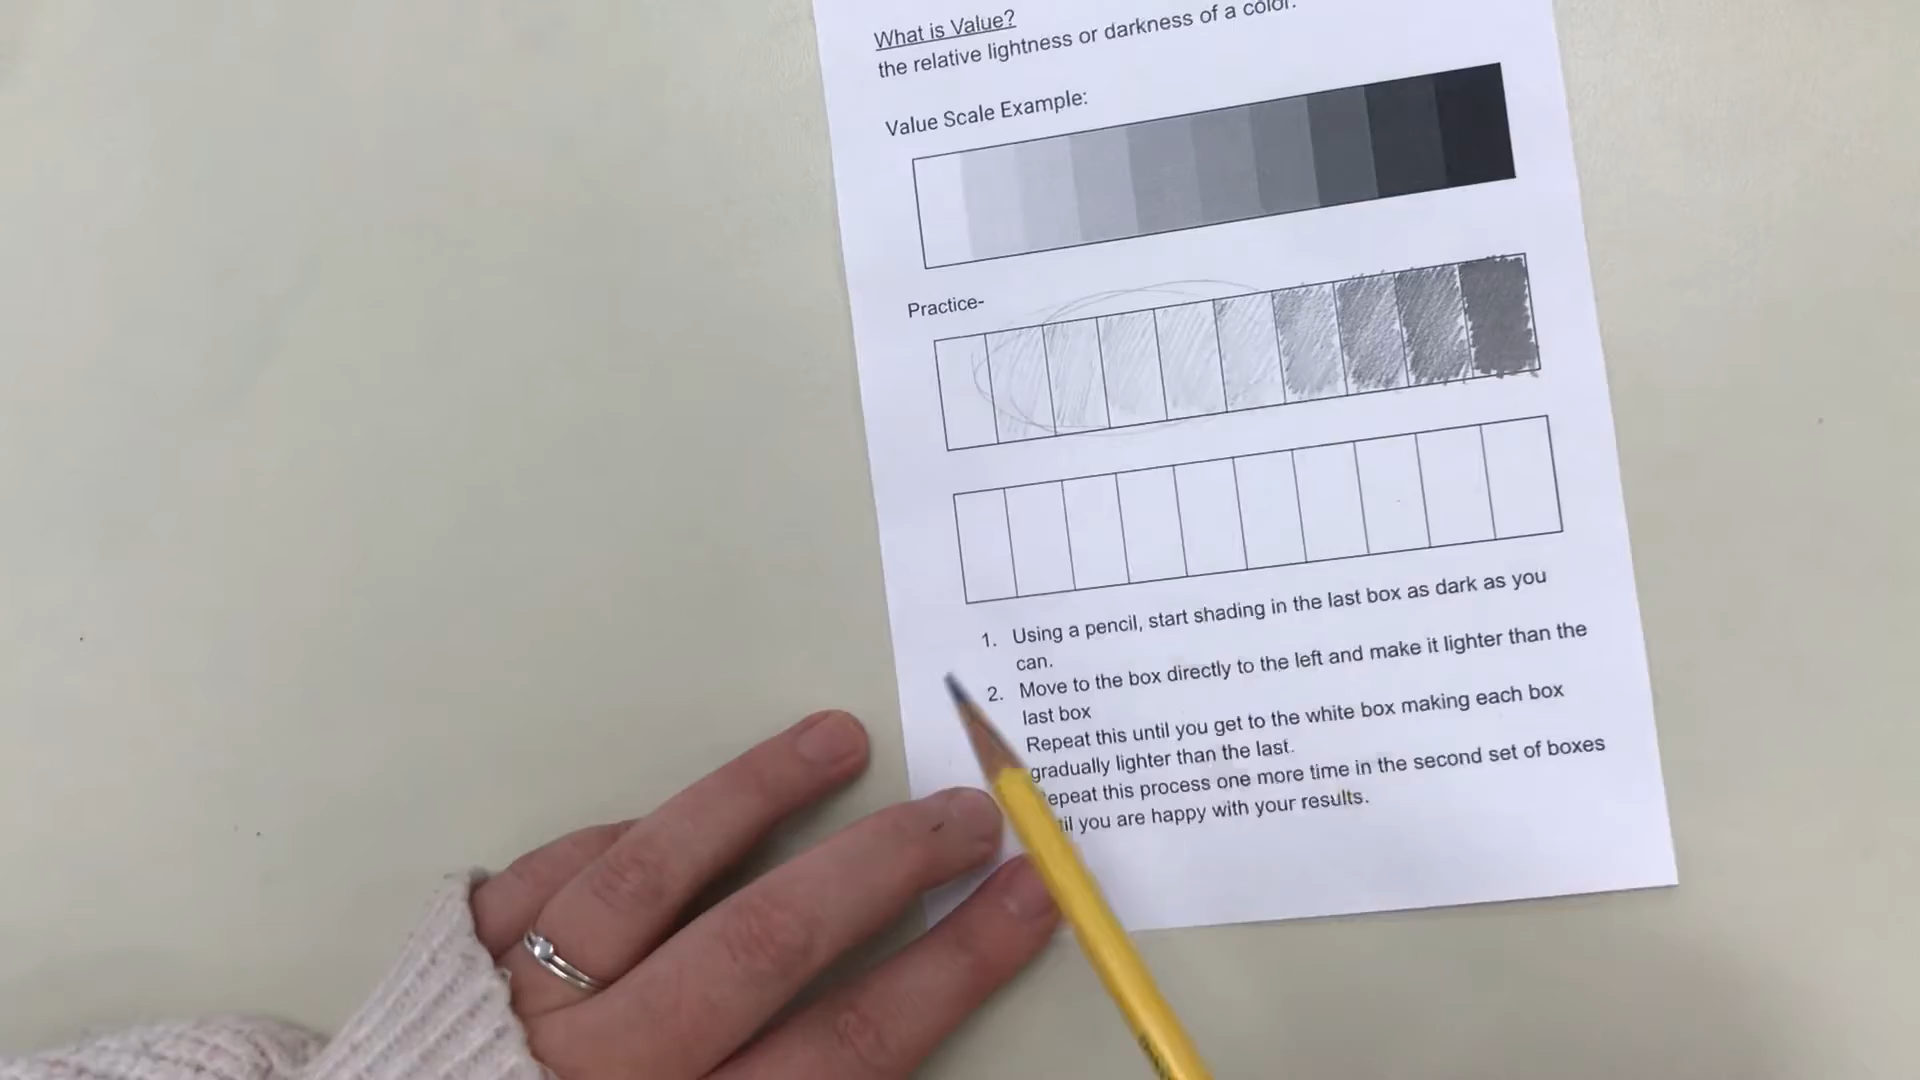 What is Value?
the relative lightness or darkness of a color.
Value Scale Example:
Practice-
1. Using a pencil, start shading in the last box as dark as you
can.
2. Move to the box directly to the left and make it lighter than the
last box
Repeat this until you get to the white box making each box
gradually lighter than the last.
epeat this process one more time in the second set of boxes
til you are happy with your results.